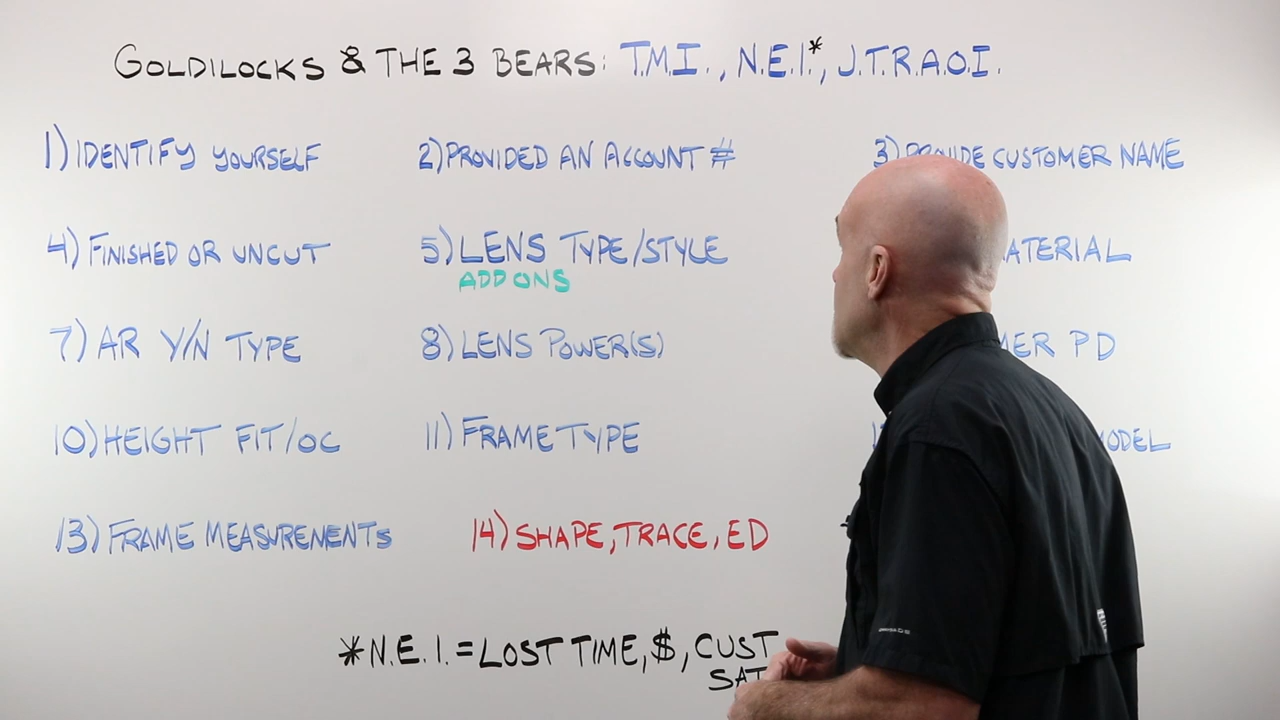 GOLDILOCKS & THE 3 BEARS: T.M.I., N.E.I.*, J.T.R.A.O.I.
1) IDENTIFY YOURSELF 2) PROVIDED AN ACCOUNT # 3) PROVIDE CUSTOMER NAME
4) FINISHED OR UNCUT 5) LENS TYPE/STYLE ATERIAL
ADD ONS
7) AR Y/N TYPE 8) LENS POWER(S) MER PD
10) HEIGHT FIT/OC 11) FRAME TYPE MODEL
13) FRAME MEASUREMENTS 14) SHAPE, TRACE, ED
*N.E.I. = LOST TIME, $, CUST
SAT